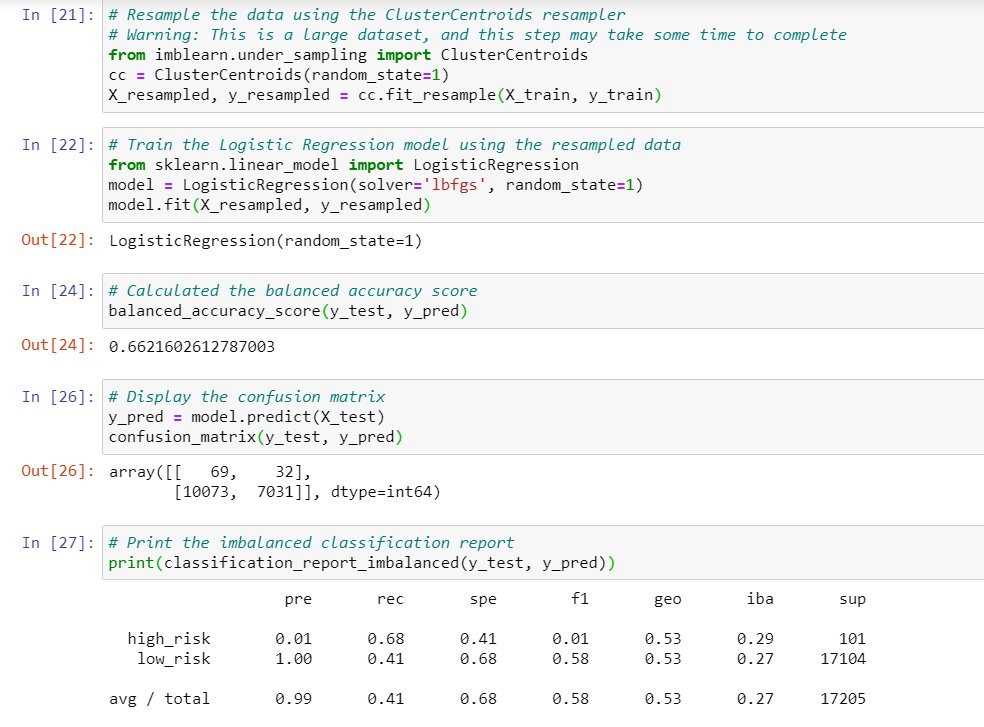 In [21]: # Resample the data using the ClusterCentroids resampler
# Warning: This is a large dataset, and this step may take some time to complete
from imblearn.under_sampling import ClusterCentroids
cc = ClusterCentroids(random_state=1)
X_resampled, y_resampled = cc.fit_resample(X_train, y_train)
In [22]: # Train the Logistic Regression model using the resampled data
from sklearn.linear_model import LogisticRegression
model = LogisticRegression(solver='lbfgs', random_state=1)
model.fit(X_resampled, y_resampled)
Out[22]: LogisticRegression(random_state=1)
In [24]: # Calculated the balanced accuracy score
balanced_accuracy_score(y_test, y_pred)
Out[24]: 0.6621602612787003
In [26]: # Display the confusion matrix
y_pred = model.predict(X_test)
confusion_matrix(y_test, y_pred)
Out[26]: array([[   69,    32],
       [10073,  7031]], dtype=int64)
In [27]: # Print the imbalanced classification report
print(classification_report_imbalanced(y_test, y_pred))
pre rec spe f1 geo iba sup
high_risk 0.01 0.68 0.41 0.01 0.53 0.29 101
low_risk 1.00 0.41 0.68 0.58 0.53 0.27 17104
avg / total 0.99 0.41 0.68 0.58 0.53 0.27 17205